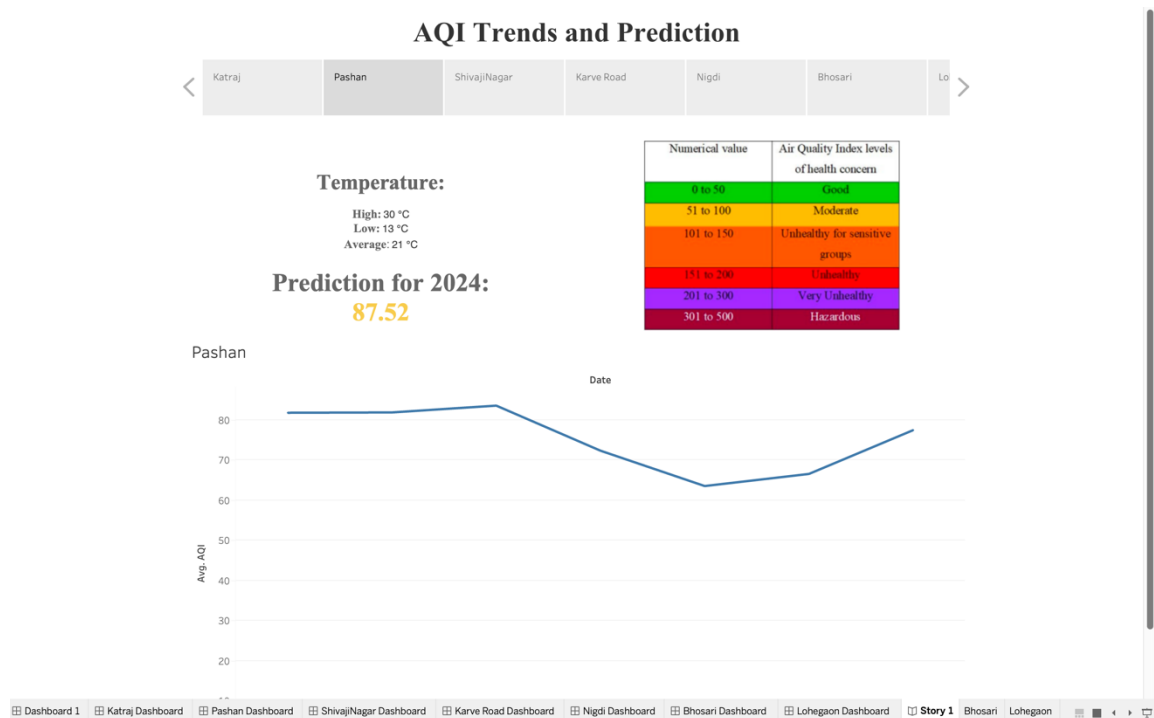 AQI Trends and Prediction
Katraj
Pashan
ShivajiNagar
Karve Road
Nigdi
Bhosari
Lo
Temperature:
High: 30 °C
Low: 13 °C
Average: 21 °C
Prediction for 2024:
87.52
Numerical value
Air Quality Index levels
of health concern
0 to 50
Good
51 to 100
Moderate
101 to 150
Unhealthy for sensitive
groups
151 to 200
Unhealthy
201 to 300
Very Unhealthy
301 to 500
Hazardous
Pashan
Date
80
70
60
50
40
30
20
Avg. AQI
Dashboard 1
Katraj Dashboard
Pashan Dashboard
ShivajiNagar Dashboard
Karve Road Dashboard
Nigdi Dashboard
Bhosari Dashboard
Lohegaon Dashboard
Story 1
Bhosari
Lohegaon